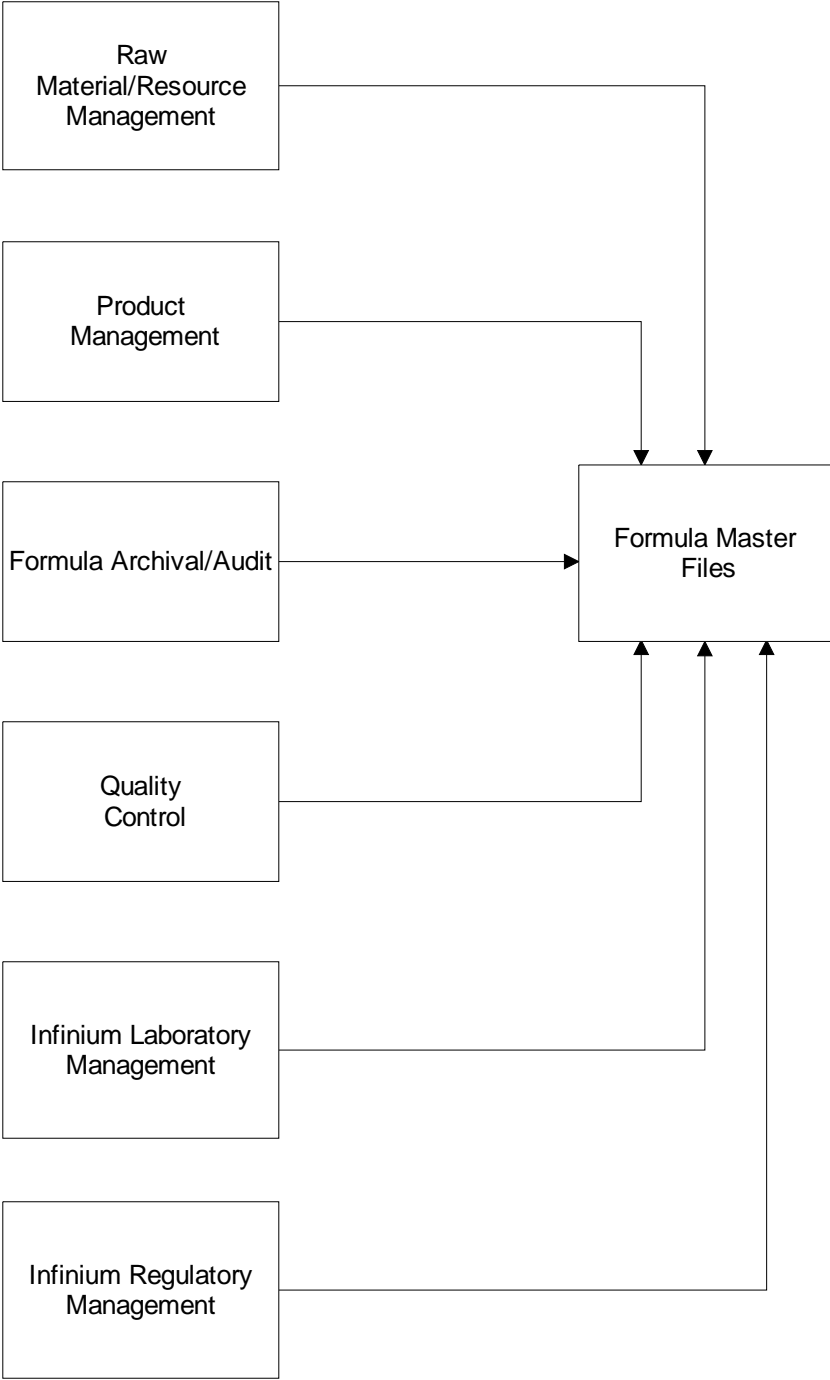 Raw
Material/Resource
Management
Product
Management
Formula Archival/Audit
Formula Master
Files
Quality
Control
Infinium Laboratory
Management
Infinium Regulatory
Management